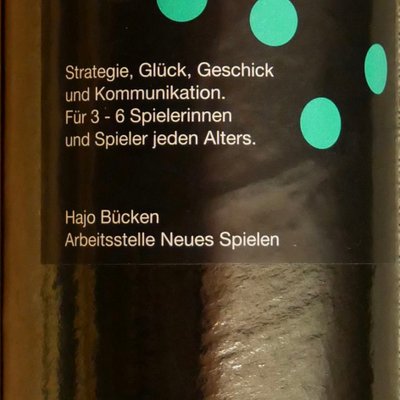 Strategie, Glück, Geschick
und Kommunikation.
Für 3 - 6 Spielerinnen
und Spieler jeden Alters.
Hajo Bücken
Arbeitsstelle Neues Spielen